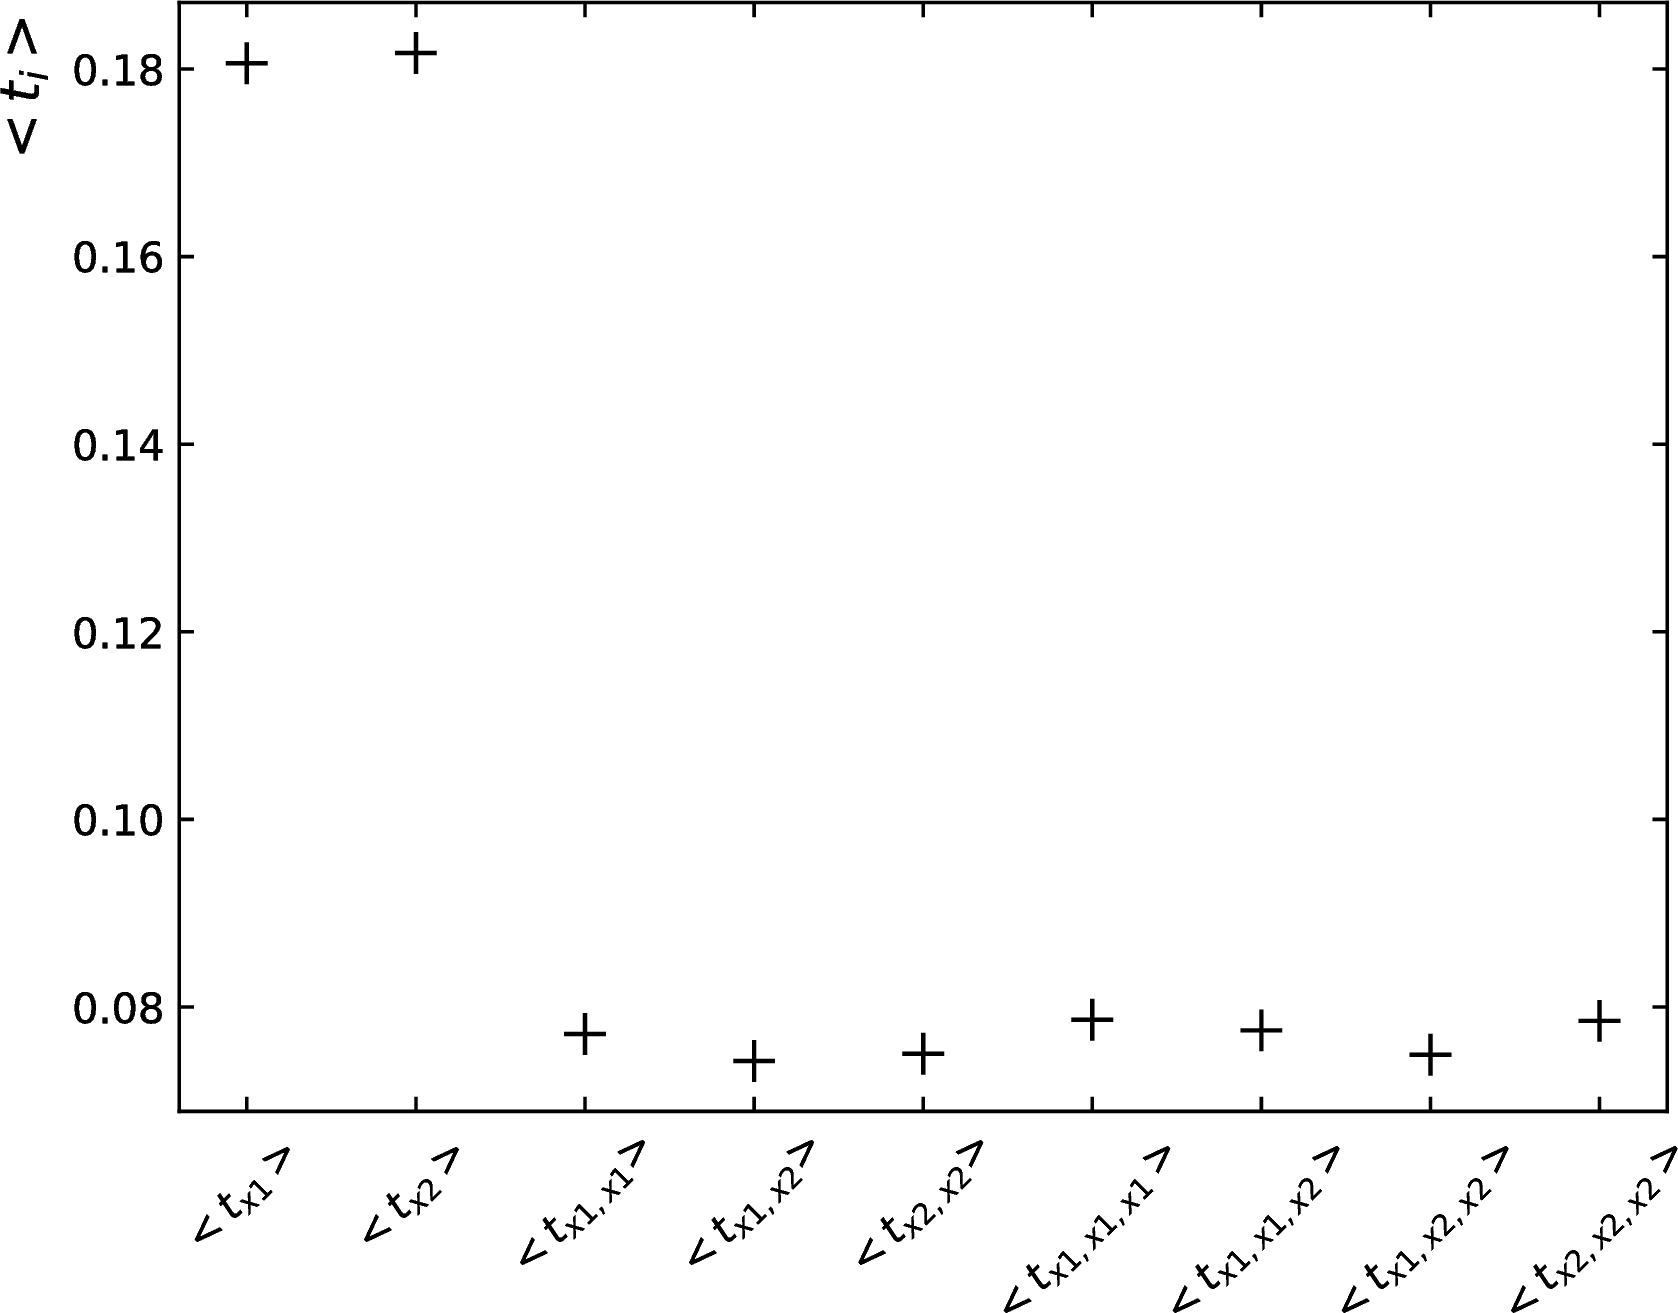 < t_j >
0.18
0.16
0.14
0.12
0.10
0.08
< t_x1 >
< t_x2 >
< t_x1,x1 >
< t_x1,x2 >
< t_x2,x2 >
< t_x1,x1,x1 >
< t_x1,x1,x2 >
< t_x1,x2,x2 >
< t_x2,x2,x2 >